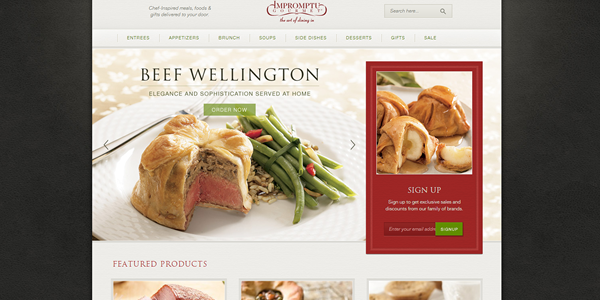 Chef-Inspired meals, foods &
gifts delivered to your door
IMPROMPTU
GOURMET
the art of dining in
Search here...
ENTREES APPETIZERS BRUNCH SOUPS SIDE DISHES DESSERTS GIFTS SALE
BEEF WELLINGTON
ELEGANCE AND SOPHISTICATION SERVED AT HOME
ORDER NOW
SIGN UP
Sign up to get exclusive sales and
discounts from our family of brands.
Enter your email addre
SIGNUP
FEATURED PRODUCTS